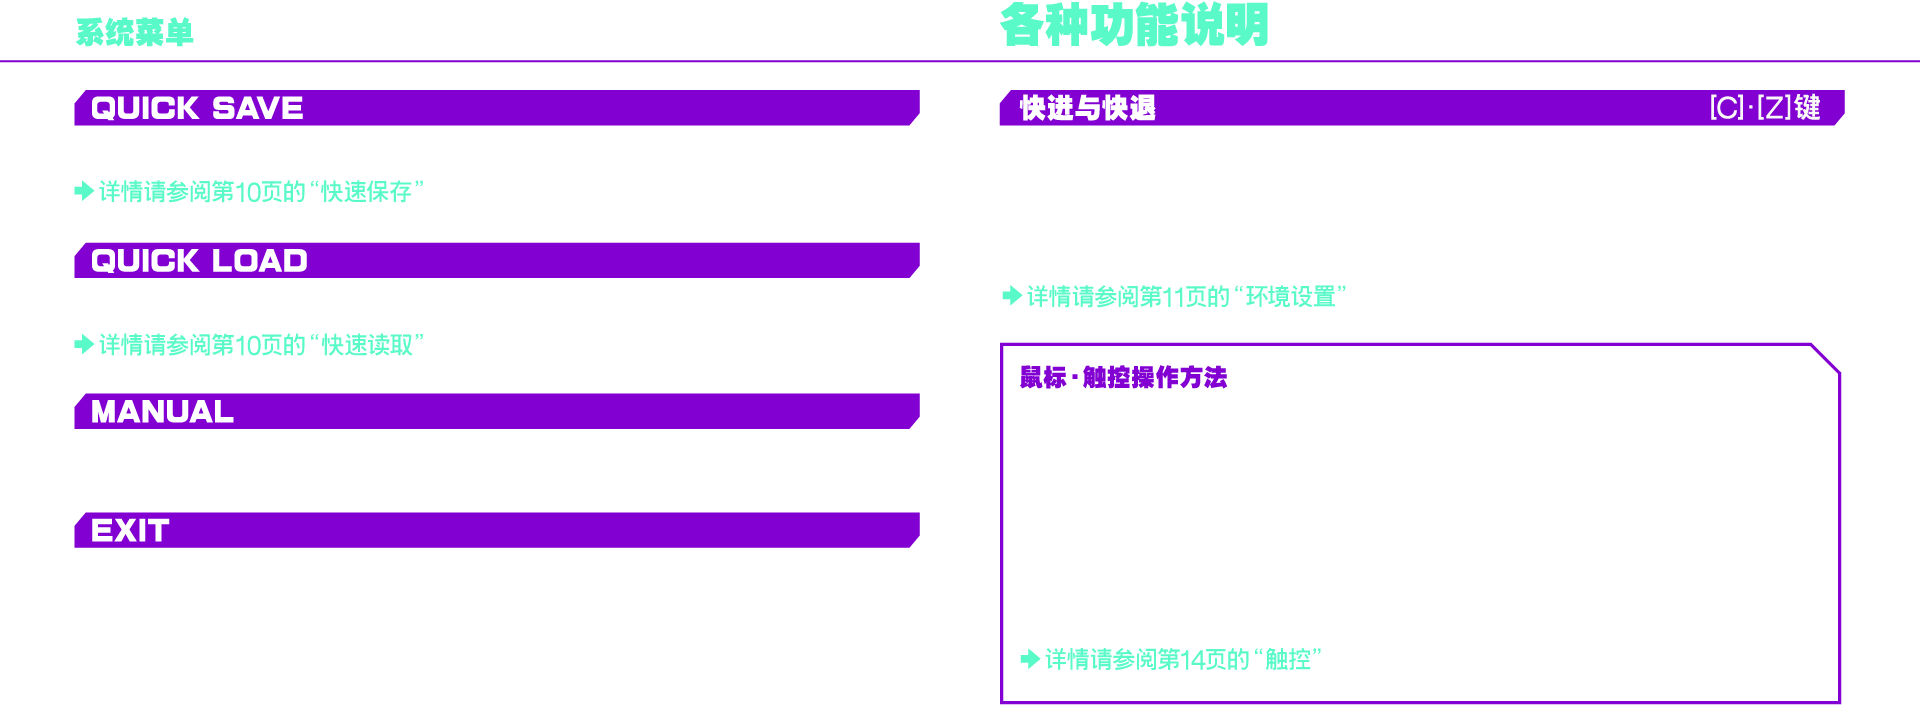 系统菜单
QUICK SAVE
详情请参阅第10页的“快速保存”
QUICK LOAD
详情请参阅第10页的“快速读取”
MANUAL
EXIT
各种功能说明
快进与快退 [C]·[Z]键
详情请参阅第11页的“环境设置”
鼠标·触控操作方法
详情请参阅第14页的“触控”